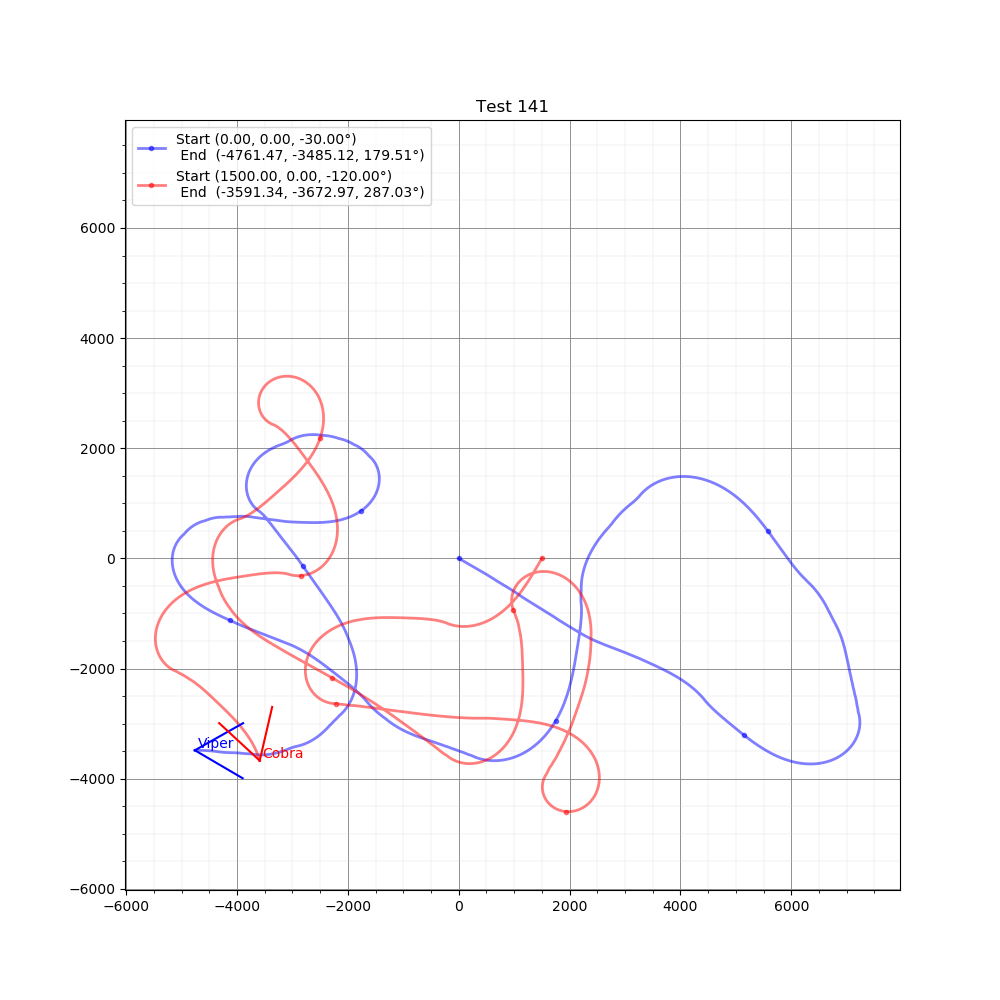 Test 141
Start (0.00, 0.00, -30.00°)
End (-4761.47, -3485.12, 179.51°)
Start (1500.00, 0.00, -120.00°)
End (-3591.34, -3672.97, 287.03°)
6000
4000
2000
0
−2000
Viper
Cobra
−4000
−6000
−6000 −4000 −2000 0 2000 4000 6000